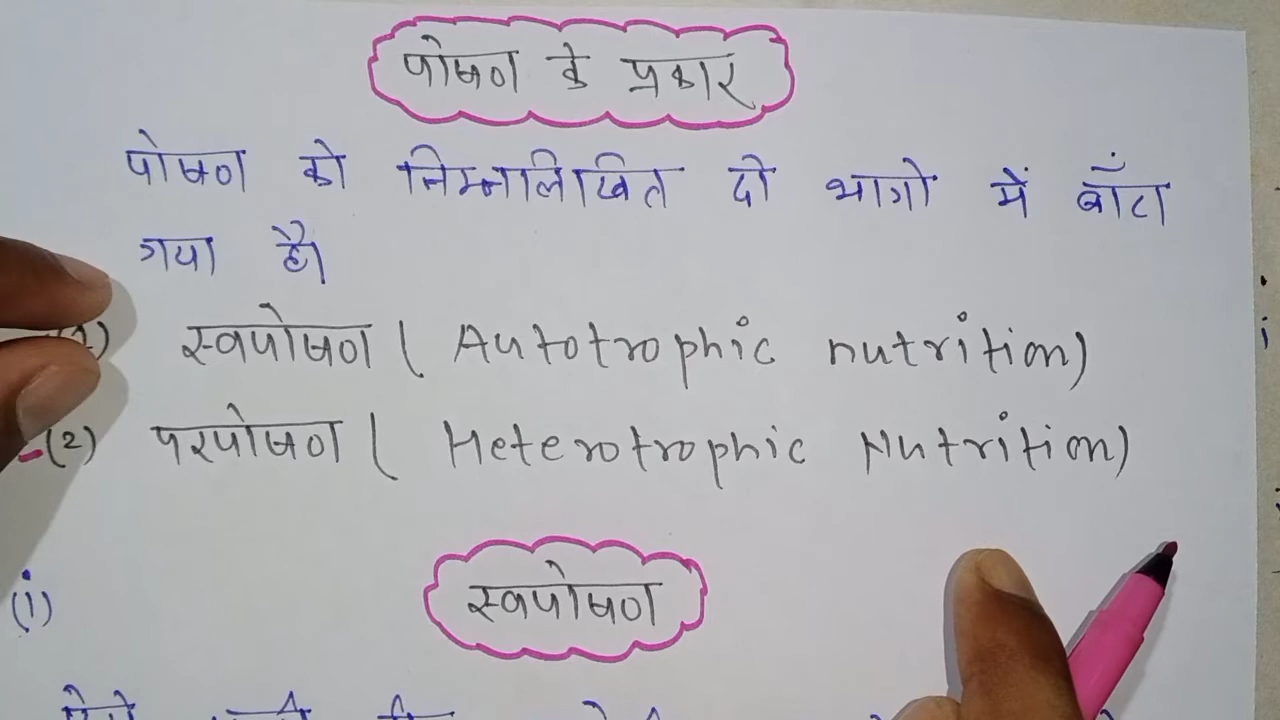 पोषण के प्रकार
पोषण को निम्नलिखित दो भागो में बाँटा
गया है।
(1) स्वपोषण ( Autotrophic nutrition)
(2) परपोषण ( Heterotrophic Nutrition)
स्वपोषण
(i)